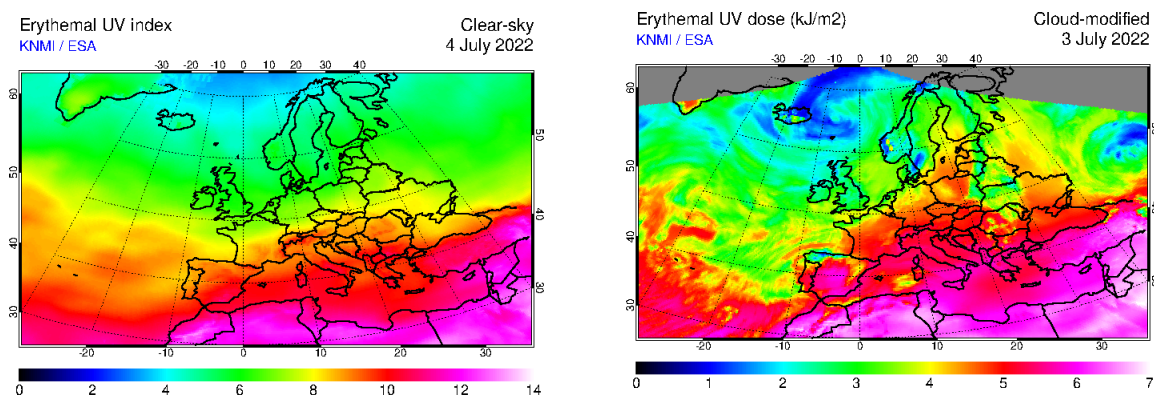 Erythemal UV index
Clear-sky
KNMI / ESA
4 July 2022
-30 -20 -10 0 10 20 30 40
60
50
40
30
50
40
30
-20 0 10 20 30
0 2 4 6 8 10 12 14
Erythemal UV dose (kJ/m2)
Cloud-modified
KNMI / ESA
3 July 2022
-30 -20 -10 0 10 20 30 40
60
50
40
30
-20 0 10 20 30
0 1 2 3 4 5 6 7